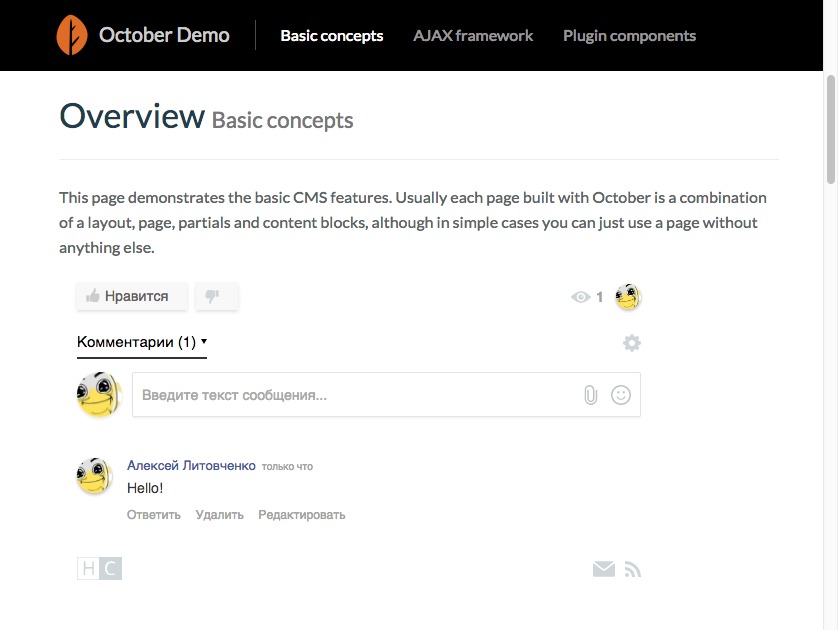 October Demo Basic concepts AJAX framework Plugin components
Overview Basic concepts
This page demonstrates the basic CMS features. Usually each page built with October is a combination
of a layout, page, partials and content blocks, although in simple cases you can just use a page without
anything else.
Нравится 1
Комментарии (1)
Введите текст сообщения...
Алексей Литовченко только что
Hello!
Ответить Удалить Редактировать
HC